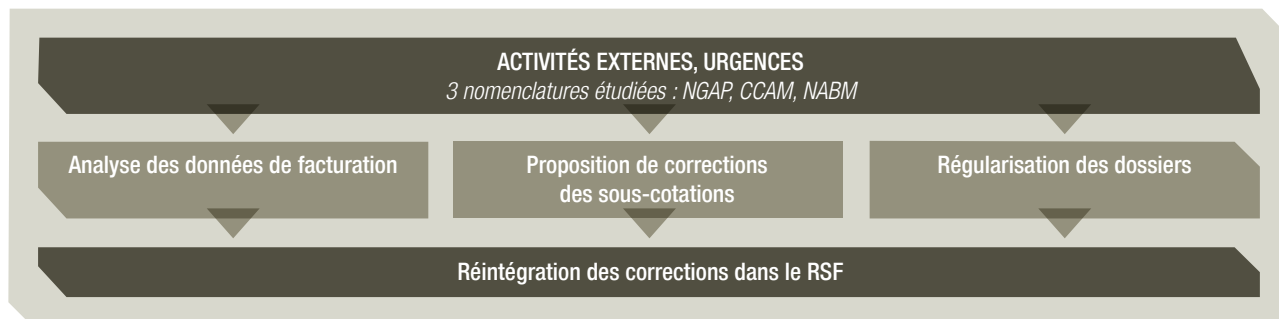 ACTIVITÉS EXTERNES, URGENCES
3 nomenclatures étudiées : NGAP, CCAM, NABM
Analyse des données de facturation
Proposition de corrections
des sous-cotations
Régularisation des dossiers
Réintégration des corrections dans le RSF